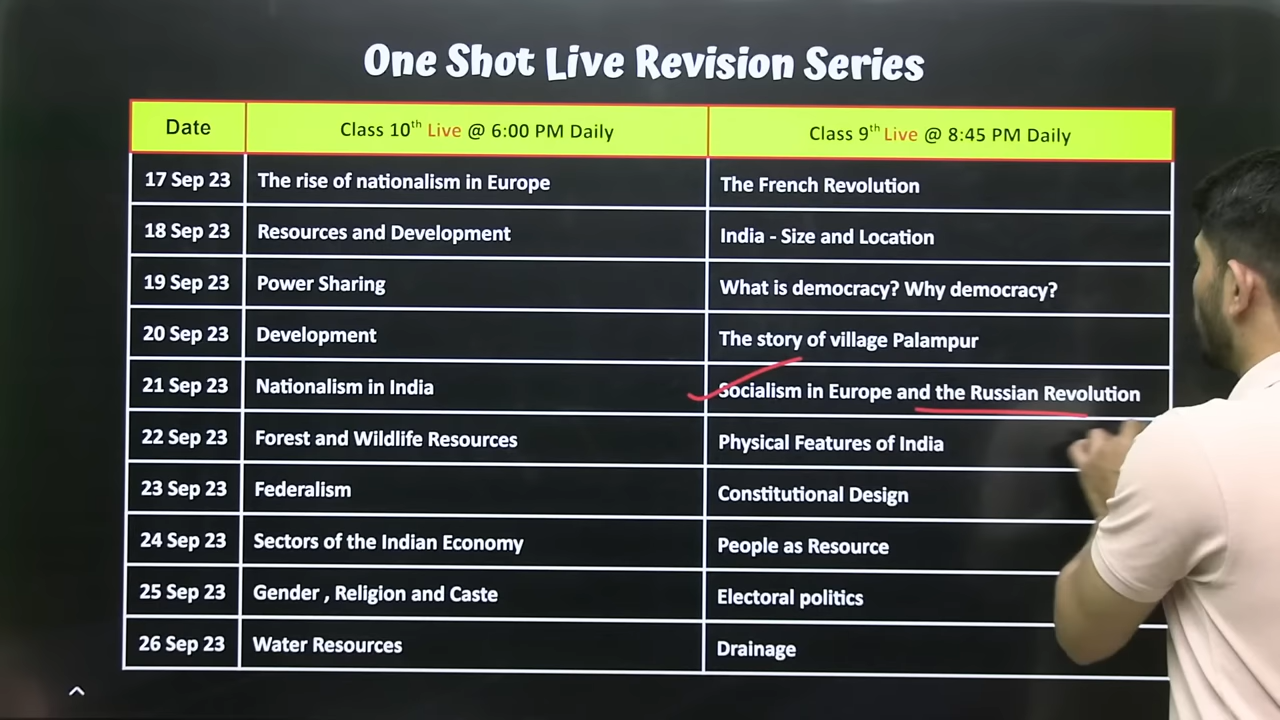 One Shot Live Revision Series
Date Class 10th Live @ 6:00 PM Daily Class 9th Live @ 8:45 PM Daily
17 Sep 23 The rise of nationalism in Europe The French Revolution
18 Sep 23 Resources and Development India - Size and Location
19 Sep 23 Power Sharing What is democracy? Why democracy?
20 Sep 23 Development The story of village Palampur
21 Sep 23 Nationalism in India Socialism in Europe and the Russian Revolution
22 Sep 23 Forest and Wildlife Resources Physical Features of India
23 Sep 23 Federalism Constitutional Design
24 Sep 23 Sectors of the Indian Economy People as Resource
25 Sep 23 Gender , Religion and Caste Electoral politics
26 Sep 23 Water Resources Drainage